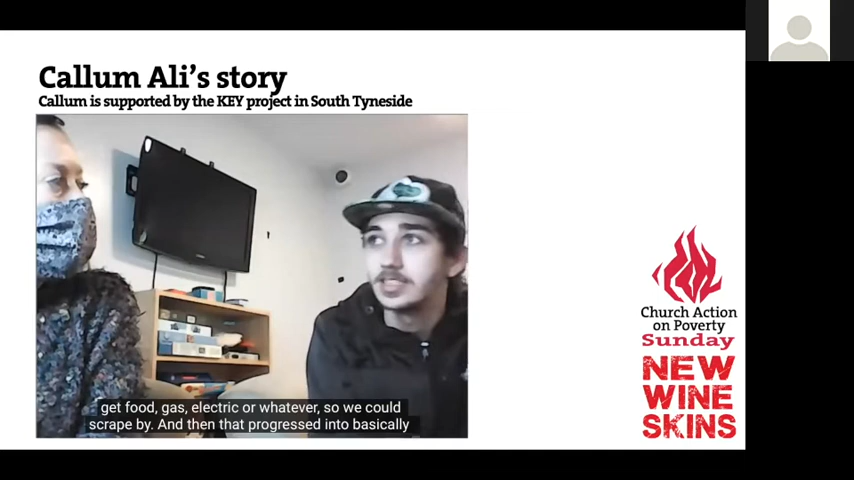 Callum Ali's story
Callum is supported by the KEY project in South Tyneside
get food, gas, electric or whatever, so we could
scrape by. And then that progressed into basically
Church Action
on Poverty
Sunday
NEW
WINE
SKINS